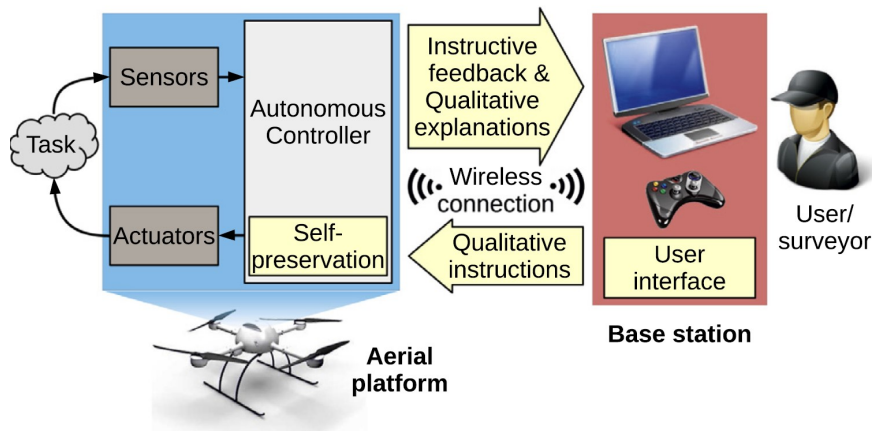 Sensors
Autonomous
Controller
Task
Actuators
Self-
preservation
Instructive
feedback &
Qualitative
explanations
Wireless
connection
Qualitative
instructions
User
interface
User/
surveyor
Base station
Aerial
platform